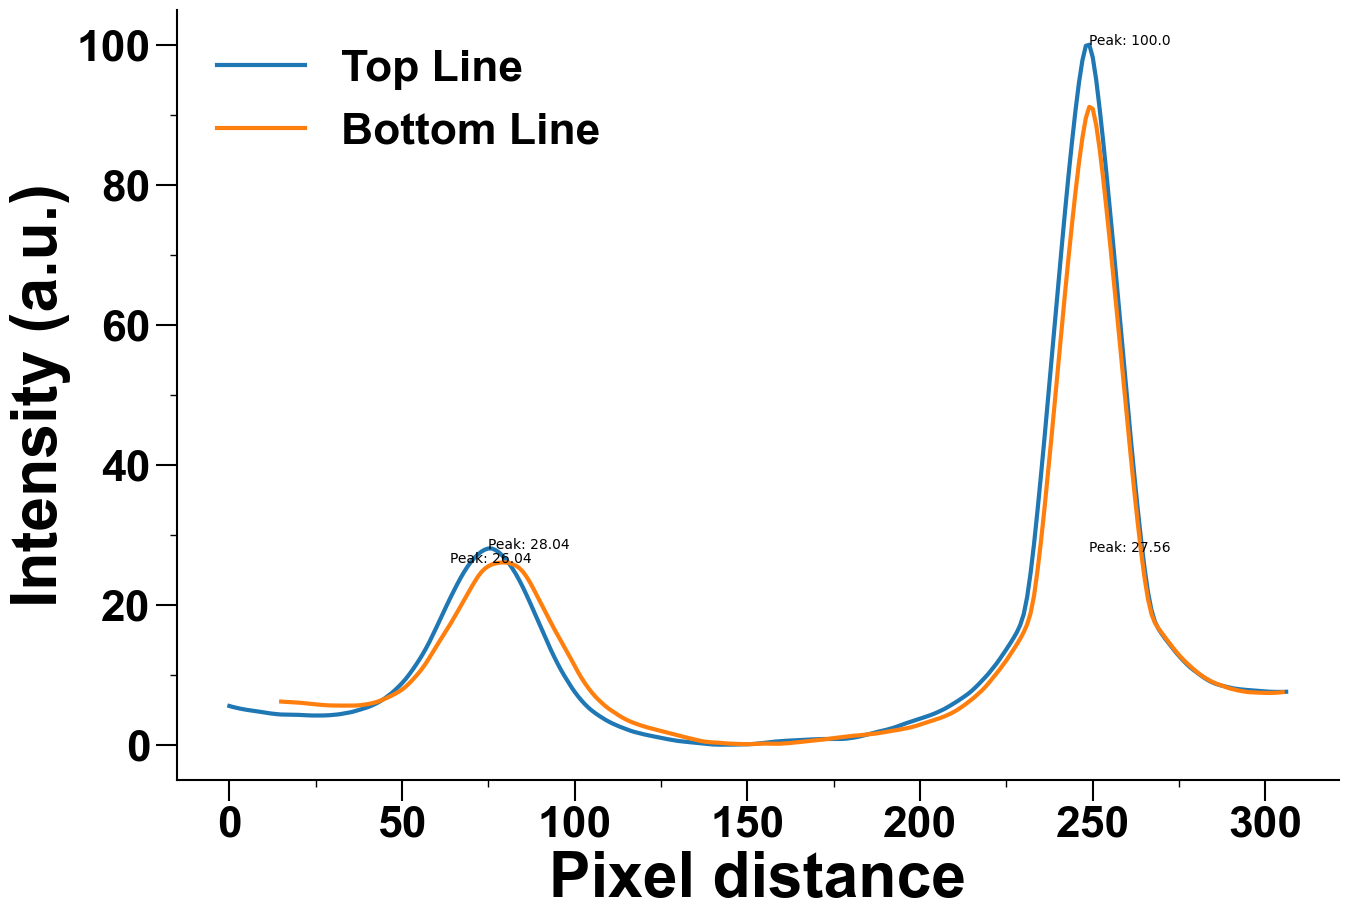 Peak: 100.0
Top Line
Bottom Line
Peak: 28.04
Peak: 26.04
Peak: 27.56
100
80
60
40
20
0
Intensity (a.u.)
0 50 100 150 200 250 300
Pixel distance